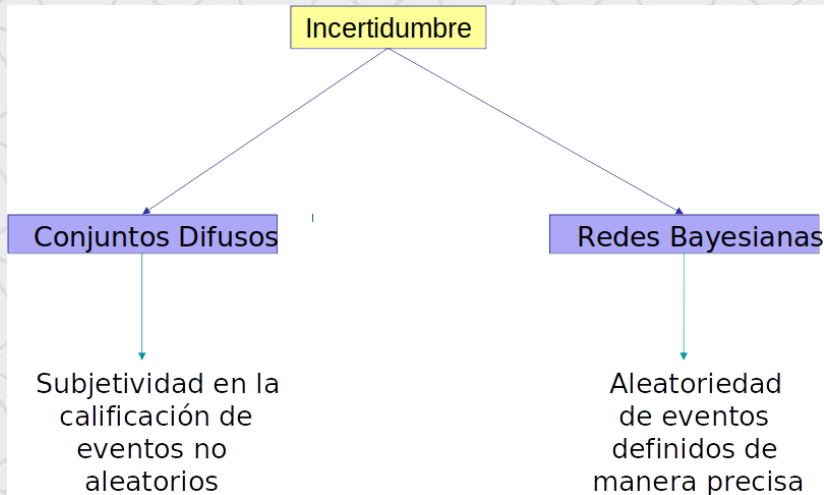 Incertidumbre
Conjuntos Difusos
Redes Bayesianas
Subjetividad en la
calificación de
eventos no
aleatorios
Aleatoriedad
de eventos
definidos de
manera precisa